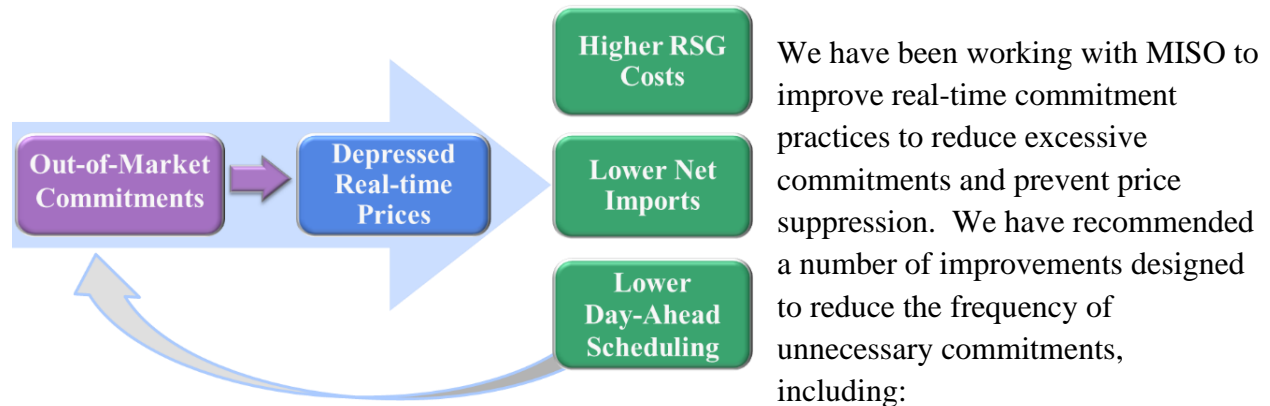 Out-of-Market
Commitments
Depressed
Real-time
Prices
Higher RSG
Costs
Lower Net
Imports
Lower
Day-Ahead
Scheduling
We have been working with MISO to
improve real-time commitment
practices to reduce excessive
commitments and prevent price
suppression.  We have recommended
a number of improvements designed
to reduce the frequency of
unnecessary commitments,
including: